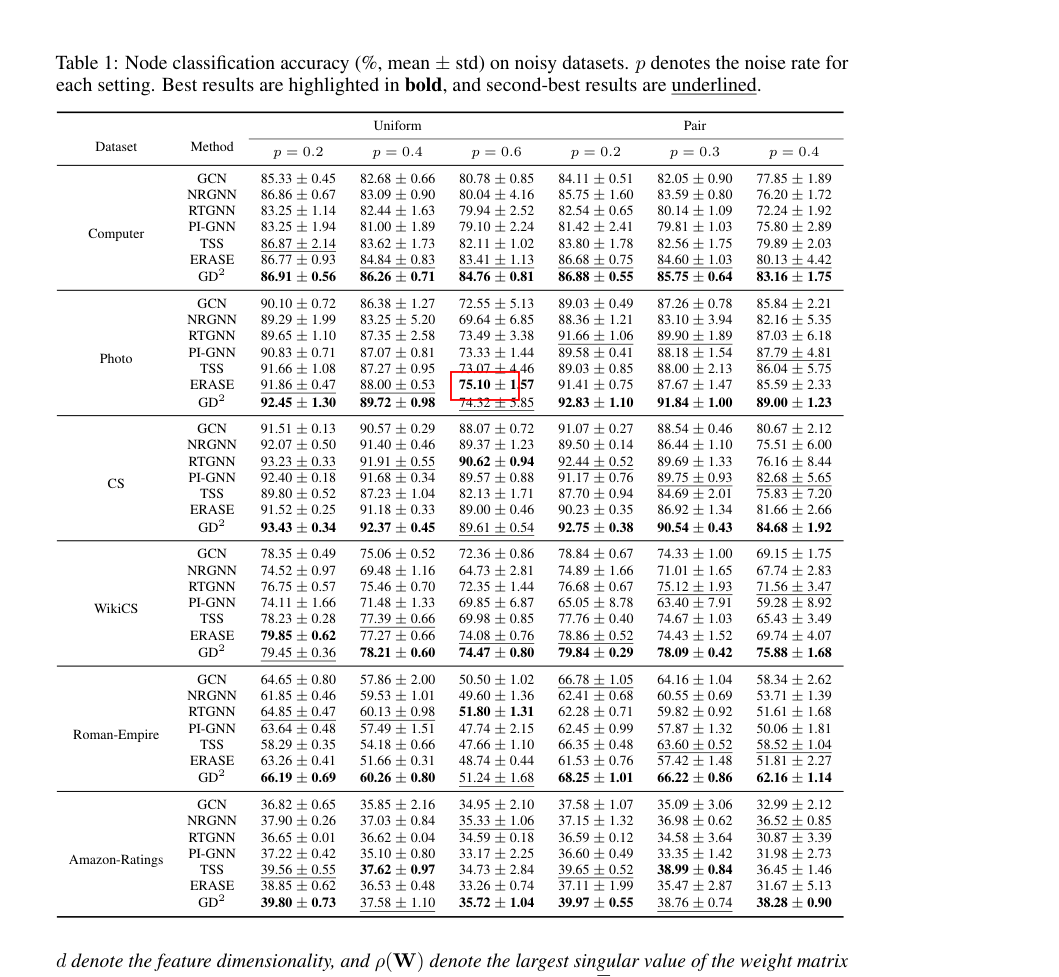 Table 1: Node classification accuracy (%, mean ± std) on noisy datasets. p denotes the noise rate for
each setting. Best results are highlighted in bold, and second-best results are underlined.
Dataset Method Uniform Pair
p = 0.2 p = 0.4 p = 0.6 p = 0.2 p = 0.3 p = 0.4
Computer
GCN 85.33 ± 0.45 82.68 ± 0.66 80.78 ± 0.85 84.11 ± 0.51 82.05 ± 0.90 77.85 ± 1.89
NRGNN 86.86 ± 0.67 83.09 ± 0.90 80.04 ± 4.16 85.75 ± 1.60 83.59 ± 0.80 76.20 ± 1.72
RTGNN 83.25 ± 1.14 82.44 ± 1.63 79.94 ± 2.52 82.54 ± 0.65 80.14 ± 1.09 72.24 ± 1.92
PI-GNN 83.25 ± 1.94 81.00 ± 1.89 79.10 ± 2.24 81.42 ± 2.41 79.81 ± 1.03 75.80 ± 2.89
TSS 86.87 ± 2.14 83.62 ± 1.73 82.11 ± 1.02 83.80 ± 1.78 82.56 ± 1.75 79.89 ± 2.03
ERASE 86.77 ± 0.93 84.84 ± 0.83 83.41 ± 1.13 86.68 ± 0.75 84.60 ± 1.03 80.13 ± 4.42
GD² 86.91 ± 0.56 86.26 ± 0.71 84.76 ± 0.81 86.88 ± 0.55 85.75 ± 0.64 83.16 ± 1.75
Photo
GCN 90.10 ± 0.72 86.38 ± 1.27 72.55 ± 5.13 89.03 ± 0.49 87.26 ± 0.78 85.84 ± 2.21
NRGNN 89.29 ± 1.99 83.25 ± 5.20 69.64 ± 6.85 88.36 ± 1.21 83.10 ± 3.94 82.16 ± 5.35
RTGNN 89.65 ± 1.10 87.35 ± 2.58 73.49 ± 3.38 91.66 ± 1.06 89.90 ± 1.89 87.03 ± 6.18
PI-GNN 90.83 ± 0.71 87.07 ± 0.81 73.33 ± 1.44 89.58 ± 0.41 88.18 ± 1.54 87.79 ± 4.81
TSS 91.66 ± 1.08 87.27 ± 0.95 73.07 ± 4.46 89.03 ± 0.85 88.00 ± 2.13 86.04 ± 5.75
ERASE 91.86 ± 0.47 88.00 ± 0.53 75.10 ± 1.57 91.41 ± 0.75 87.67 ± 1.47 85.59 ± 2.33
GD² 92.45 ± 1.30 89.72 ± 0.98 74.32 ± 3.85 92.83 ± 1.10 91.84 ± 1.00 89.00 ± 1.23
CS
GCN 91.51 ± 0.13 90.57 ± 0.29 88.07 ± 0.72 91.07 ± 0.27 88.54 ± 0.46 80.67 ± 2.12
NRGNN 92.07 ± 0.50 91.40 ± 0.46 89.37 ± 1.23 89.50 ± 0.14 86.44 ± 1.10 75.51 ± 6.00
RTGNN 93.23 ± 0.33 91.91 ± 0.55 90.62 ± 0.94 92.44 ± 0.52 89.69 ± 1.33 76.16 ± 8.44
PI-GNN 92.40 ± 0.18 91.68 ± 0.34 89.57 ± 0.88 91.17 ± 0.76 89.75 ± 0.93 82.68 ± 5.65
TSS 89.80 ± 0.52 87.23 ± 1.04 82.13 ± 1.71 87.70 ± 0.94 84.69 ± 2.01 75.83 ± 7.20
ERASE 91.52 ± 0.25 91.18 ± 0.33 89.00 ± 0.46 90.23 ± 0.35 86.92 ± 1.34 81.66 ± 2.66
GD² 93.43 ± 0.34 92.37 ± 0.45 89.61 ± 0.54 92.75 ± 0.38 90.54 ± 0.43 84.68 ± 1.92
WikiCS
GCN 78.35 ± 0.49 75.06 ± 0.52 72.36 ± 0.86 78.84 ± 0.67 74.33 ± 1.00 69.15 ± 1.75
NRGNN 74.52 ± 0.97 69.48 ± 1.16 64.73 ± 2.81 74.89 ± 1.66 71.01 ± 1.65 67.74 ± 2.83
RTGNN 76.75 ± 0.57 75.46 ± 0.70 72.35 ± 1.44 76.68 ± 0.67 75.12 ± 1.93 71.56 ± 3.47
PI-GNN 74.11 ± 1.66 71.48 ± 1.33 69.85 ± 6.87 65.05 ± 8.78 63.40 ± 7.91 59.28 ± 8.92
TSS 78.23 ± 0.28 77.39 ± 0.66 69.98 ± 0.85 77.76 ± 0.40 74.67 ± 1.03 65.43 ± 3.49
ERASE 79.85 ± 0.62 77.27 ± 0.66 74.08 ± 0.76 78.86 ± 0.52 74.43 ± 1.52 69.74 ± 4.07
GD² 79.45 ± 0.36 78.21 ± 0.60 74.47 ± 0.80 79.84 ± 0.29 78.09 ± 0.42 75.88 ± 1.68
Roman-Empire
GCN 64.65 ± 0.80 57.86 ± 2.00 50.50 ± 1.02 66.78 ± 1.05 64.16 ± 1.04 58.34 ± 2.62
NRGNN 61.85 ± 0.46 59.53 ± 1.01 49.60 ± 1.36 62.41 ± 0.68 60.55 ± 0.69 53.71 ± 1.39
RTGNN 64.85 ± 0.47 60.13 ± 0.98 51.80 ± 1.31 62.28 ± 0.71 59.82 ± 0.92 51.61 ± 1.68
PI-GNN 63.64 ± 0.48 57.49 ± 1.51 47.74 ± 2.15 62.45 ± 0.99 57.87 ± 1.32 50.06 ± 1.81
TSS 58.29 ± 0.35 54.18 ± 0.66 47.66 ± 1.10 66.35 ± 0.48 63.60 ± 0.52 58.52 ± 1.04
ERASE 63.26 ± 0.41 51.66 ± 0.31 48.74 ± 0.44 61.53 ± 0.76 57.42 ± 1.48 51.81 ± 2.27
GD² 66.19 ± 0.69 60.26 ± 0.80 51.24 ± 1.68 68.25 ± 1.01 66.22 ± 0.86 62.16 ± 1.14
Amazon-Ratings
GCN 36.82 ± 0.65 35.85 ± 2.16 34.95 ± 2.10 37.58 ± 1.07 35.09 ± 3.06 32.99 ± 2.12
NRGNN 37.90 ± 0.26 37.03 ± 0.84 35.33 ± 1.06 37.15 ± 1.32 36.98 ± 0.62 36.52 ± 0.85
RTGNN 36.65 ± 0.01 36.62 ± 0.04 34.59 ± 0.18 36.59 ± 0.12 34.58 ± 3.64 30.87 ± 3.39
PI-GNN 37.22 ± 0.42 35.10 ± 0.80 33.17 ± 2.25 36.60 ± 0.49 33.35 ± 1.42 31.98 ± 2.73
TSS 39.56 ± 0.55 37.62 ± 0.97 34.73 ± 2.84 39.65 ± 0.52 38.99 ± 0.84 36.45 ± 1.46
ERASE 38.85 ± 0.62 36.53 ± 0.48 33.26 ± 0.74 37.11 ± 1.99 35.47 ± 2.87 31.67 ± 5.13
GD² 39.80 ± 0.73 37.58 ± 1.10 35.72 ± 1.04 39.97 ± 0.55 38.76 ± 0.74 38.28 ± 0.90
d denote the feature dimensionality, and ρ(W) denote the largest singular value of the weight matrix